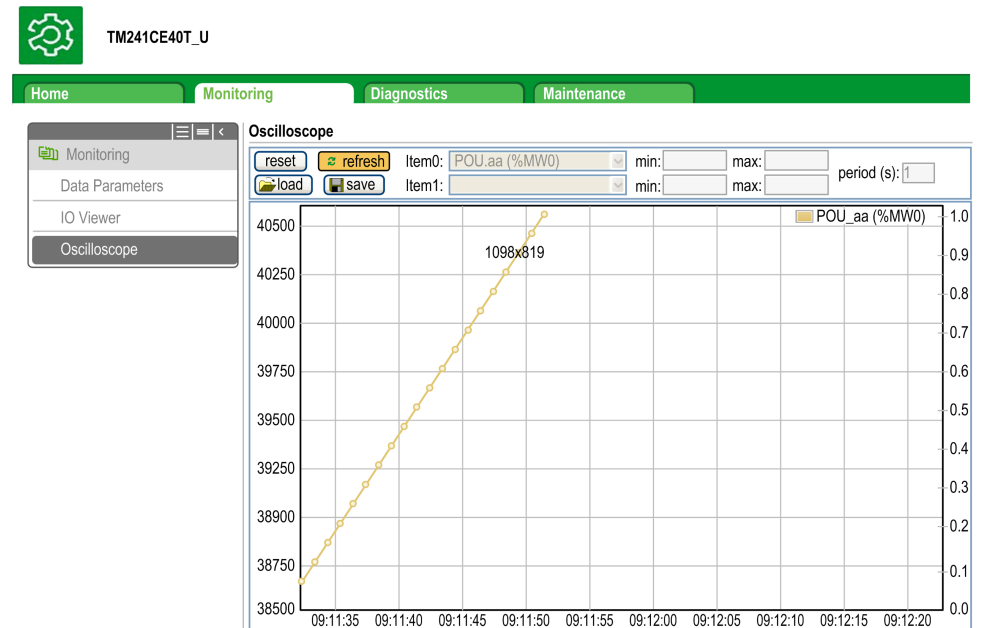 TM241CE40T_U
Home Monitoring Diagnostics Maintenance
Monitoring
Data Parameters
IO Viewer
Oscilloscope
Oscilloscope
reset refresh Item0: POU.aa (%MW0) min: max: period (s): 1
load save Item1: min: max:
POU_aa (%MW0)
1098x819
40500
40250
40000
39750
39500
39250
38900
38750
38500
1.0
0.9
0.8
0.7
0.6
0.5
0.4
0.3
0.2
0.1
0.0
09:11:35 09:11:40 09:11:45 09:11:50 09:11:55 09:12:00 09:12:05 09:12:10 09:12:15 09:12:20